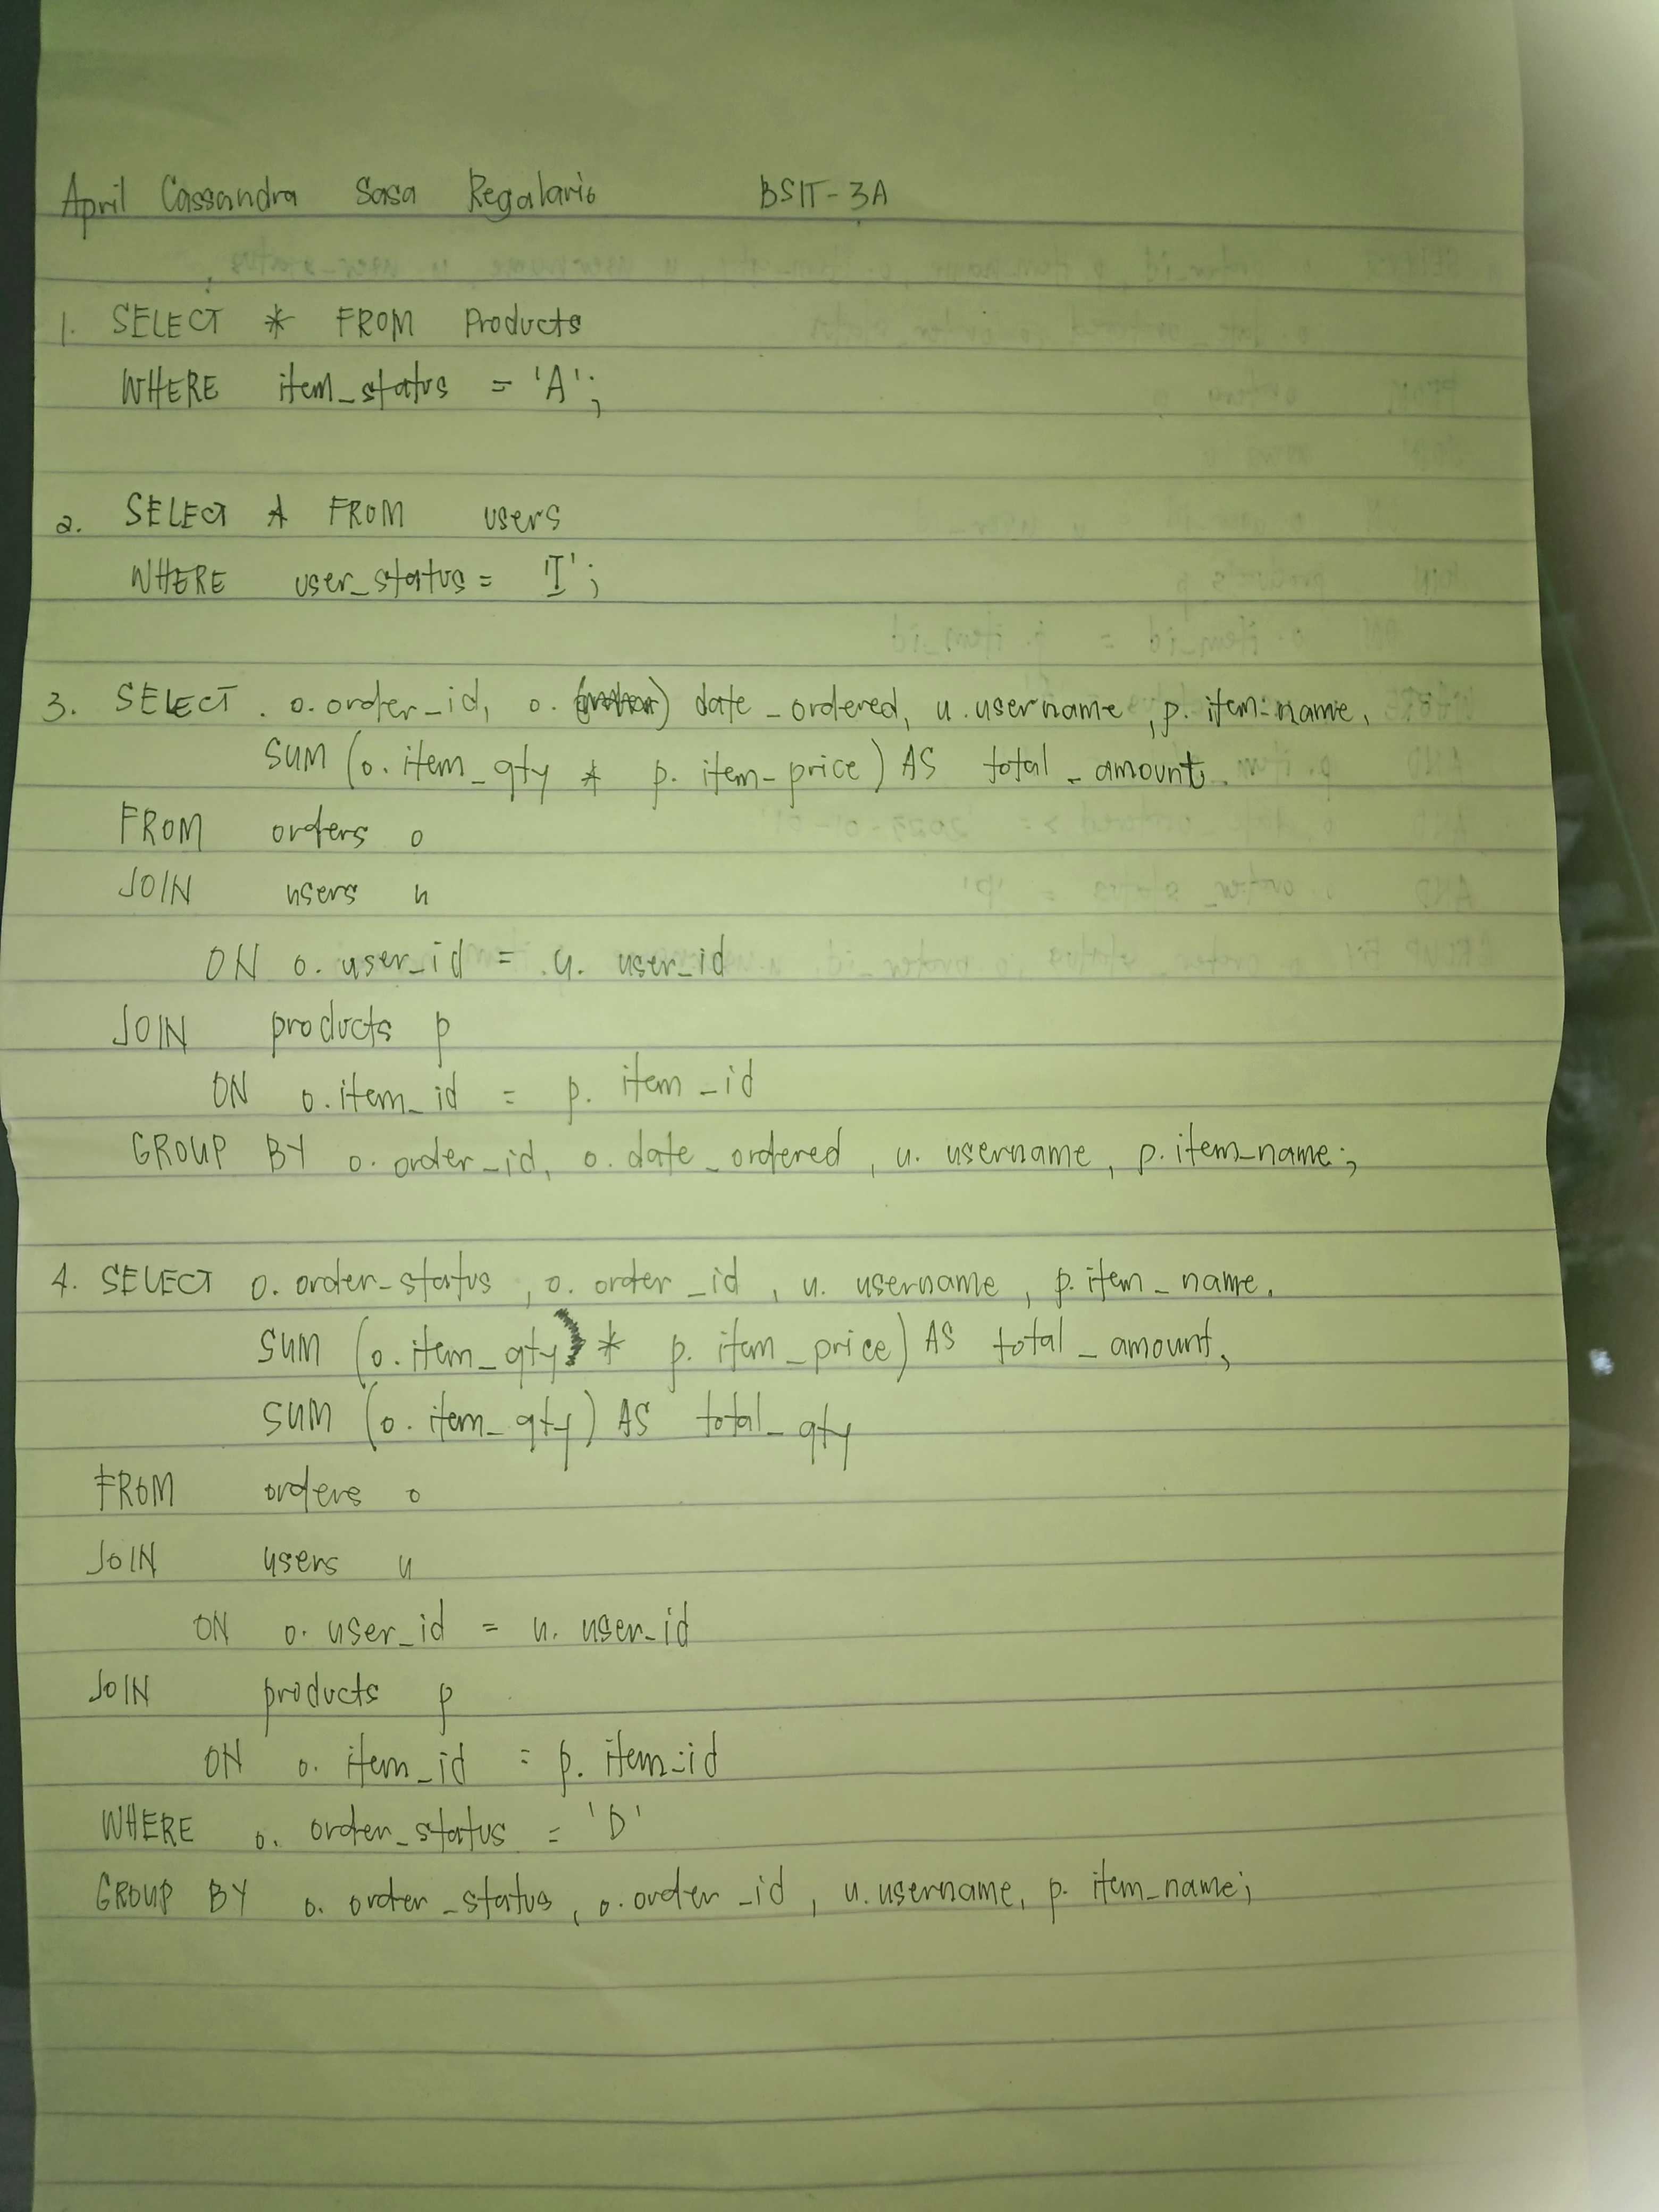 April Cassandra Sasa Regalario BSIT-3A
1. SELECT * FROM Products
WHERE item_status = 'A';
2. SELECT * FROM users
WHERE user_status = 'I';
3. SELECT o.order_id, o. date_ordered, u.username, p.item_name,
SUM (o.item_qty * p.item_price) AS total_amount
FROM orders o
JOIN users u
ON o.user_id = u.user_id
JOIN products p
ON o.item_id = p.item_id
GROUP BY o.order_id, o.date_ordered, u.username, p.item_name;
4. SELECT o.order_status, o.order_id, u.username, p.item_name,
SUM (o.item_qty * p.item_price) AS total_amount,
SUM (o.item_qty) AS total_qty
FROM orders o
JOIN users u
ON o.user_id = u.user_id
JOIN products p
ON o.item_id = p.item_id
WHERE o.order_status = 'D'
GROUP BY o.order_status, o.order_id, u.username, p.item_name;